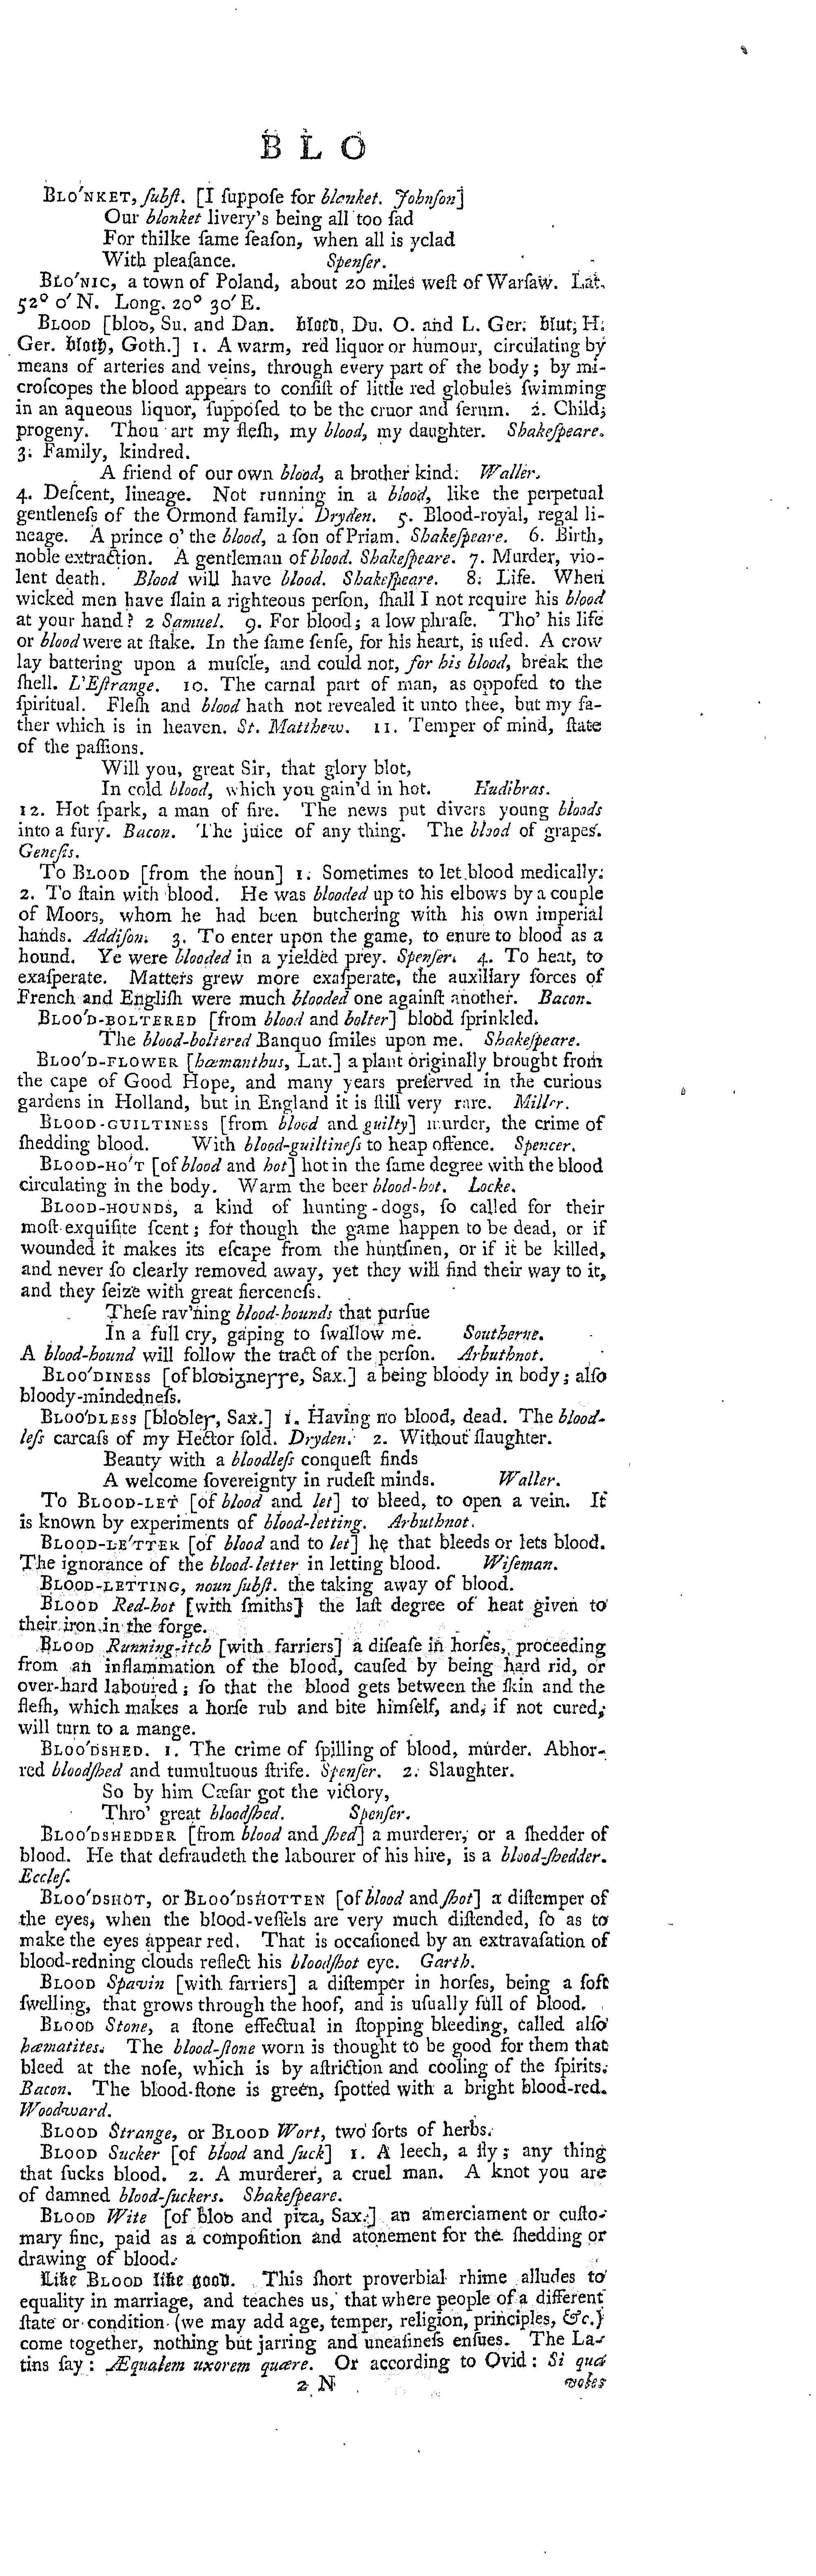 B L O
BLO'NKET, ſubſt. [I ſuppoſe for blanket. Johnſon]
Our blonket livery's being all too ſad
For thilke ſame ſeaſon, when all is yclad
With pleaſance. Spenſer.
BLO'NIC, a town of Poland, about 20 miles weſt of Warſaw. Lat.
52° 0′ N. Long. 20° 30′ E.
BLOOD [blod, Su. and Dan. bloed, Du. O. and L. Ger. blut, H.
Ger. bloth, Goth.] 1. A warm, red liquor or humour, circulating by
means of arteries and veins, through every part of the body; by mi-
croſcopes the blood appears to conſiſt of little red globules ſwimming
in an aqueous liquor, ſuppoſed to be the cruor and ſerum. 2. Child;
progeny. Thou art my fleſh, my blood, my daughter. Shakeſpeare.
3. Family, kindred.
A friend of our own blood, a brother kind. Waller.
4. Deſcent, lineage. Not running in a blood, like the perpetual
gentleneſs of the Ormond family. Dryden. 5. Blood-royal, regal li-
neage. A prince o' the blood, a ſon of Priam. Shakeſpeare. 6. Birth,
noble extraction. A gentleman of blood. Shakeſpeare. 7. Murder, vio-
lent death. Blood will have blood. Shakeſpeare. 8. Life. When
wicked men have ſlain a righteous perſon, ſhall I not require his blood
at your hand? 2 Samuel. 9. For blood; a low phraſe. Tho' his life
or blood were at ſtake. In the ſame ſenſe, for his heart, is uſed. A crow
lay battering upon a muſcle, and could not, for his blood, break the
ſhell. L'Eſtrange. 10. The carnal part of man, as oppoſed to the
ſpiritual. Fleſh and blood hath not revealed it unto thee, but my fa-
ther which is in heaven. St. Matthew. 11. Temper of mind, ſtate
of the paſſions.
Will you, great Sir, that glory blot,
In cold blood, which you gain'd in hot. Hudibras.
12. Hot ſpark, a man of fire. The news put divers young bloods
into a fury. Bacon. The juice of any thing. The blood of grapes.
Geneſis.
To BLOOD [from the noun] 1. Sometimes to let blood medically.
2. To ſtain with blood. He was blooded up to his elbows by a couple
of Moors, whom he had been butchering with his own imperial
hands. Addiſon. 3. To enter upon the game, to enure to blood as a
hound. Ye were blooded in a yielded prey. Spenſer. 4. To heat, to
exaſperate. Matters grew more exaſperate, the auxiliary forces of
French and Engliſh were much blooded one againſt another. Bacon.
BLOO'D-BOLTERED [from blood and bolter] blood ſprinkled.
The blood-boltered Banquo ſmiles upon me. Shakeſpeare.
BLOO'D-FLOWER [hæmanthus, Lat.] a plant originally brought from
the cape of Good Hope, and many years preſerved in the curious
gardens in Holland, but in England it is ſtill very rare. Miller.
BLOOD-GUILTINESS [from blood and guilty] murder, the crime of
ſhedding blood. With blood-guiltineſs to heap offence. Spencer.
BLOOD-HO'T [of blood and hot] hot in the ſame degree with the blood
circulating in the body. Warm the beer blood-hot. Locke.
BLOOD-HOUNDS, a kind of hunting-dogs, ſo called for their
moſt exquiſite ſcent; for though the game happen to be dead, or if
wounded it makes its eſcape from the huntſmen, or if it be killed,
and never ſo clearly removed away, yet they will find their way to it,
and they ſeize with great fierceneſs.
Theſe rav'ning blood-hounds that purſue
In a full cry, gaping to ſwallow me. Southerne.
A blood-hound will follow the tract of the perſon. Arbuthnot.
BLOO'DINESS [of blodigneſſe, Sax.] a being bloody in body; alſo
bloody-mindedneſs.
BLOO'DLESS [blodleſ, Sax.] 1. Having no blood, dead. The blood-
leſs carcaſs of my Hector ſold. Dryden. 2. Without ſlaughter.
Beauty with a bloodleſs conqueſt finds
A welcome ſovereignty in rudeſt minds. Waller.
To BLOOD-LET [of blood and let] to bleed, to open a vein. It
is known by experiments of blood-letting. Arbuthnot.
BLOOD-LE'TTER [of blood and to let] he that bleeds or lets blood.
The ignorance of the blood-letter in letting blood. Wiſeman.
BLOOD-LETTING, noun ſubſt. the taking away of blood.
BLOOD Red-hot [with ſmiths] the laſt degree of heat given to
their iron in the forge.
BLOOD Running-itch [with farriers] a diſeaſe in horſes, proceeding
from an inflammation of the blood, cauſed by being hard rid, or
over-hard laboured; ſo that the blood gets between the ſkin and the
fleſh, which makes a horſe rub and bite himſelf, and, if not cured,
will turn to a mange.
BLOO'DSHED. 1. The crime of ſpilling of blood, murder. Abhor-
red bloodſhed and tumultuous ſtrife. Spenſer. 2. Slaughter.
So by him Cæſar got the victory,
Thro' great bloodſhed. Spenſer.
BLOO'DSHEDDER [from blood and ſhed] a murderer, or a ſhedder of
blood. He that defraudeth the labourer of his hire, is a blood-ſhedder.
Eccleſ.
BLOO'DSHOT, or BLOO'DSHOTTEN [of blood and ſhot] a diſtemper of
the eyes, when the blood-veſſels are very much diſtended, ſo as to
make the eyes appear red. That is occaſioned by an extravaſation of
blood-redning clouds reflect his bloodſhot eye. Garth.
BLOOD Spavin [with farriers] a diſtemper in horſes, being a ſoft
ſwelling, that grows through the hoof, and is uſually full of blood.
BLOOD Stone, a ſtone effectual in ſtopping bleeding, called alſo
hæmatites. The blood-ſtone worn is thought to be good for them that
bleed at the noſe, which is by aſtriction and cooling of the ſpirits.
Bacon. The blood-ſtone is green, ſpotted with a bright blood-red.
Woodward.
BLOOD Strange, or BLOOD Wort, two ſorts of herbs.
BLOOD Sucker [of blood and ſuck] 1. A leech, a fly; any thing
that ſucks blood. 2. A murderer, a cruel man. A knot you are
of damned blood-ſuckers. Shakeſpeare.
BLOOD Wite [of blod and pita, Sax.] an amerciament or cuſto-
mary fine, paid as a compoſition and atonement for the ſhedding or
drawing of blood.
Like BLOOD like good. This ſhort proverbial rhime alludes to
equality in marriage, and teaches us, that where people of a different
ſtate or condition (we may add age, temper, religion, principles, &c.)
come together, nothing but jarring and uneaſineſs enſues. The La-
tins ſay: Æqualem uxorem quære. Or according to Ovid: Si qua
2 N voles